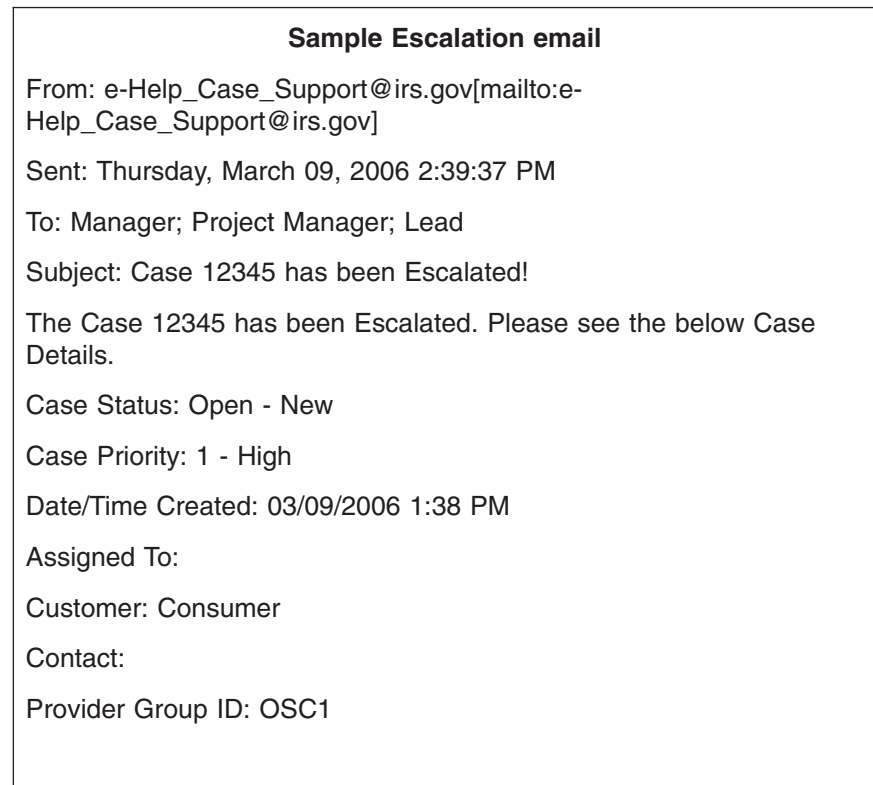 Sample Escalation email
From: e-Help_Case_Support@irs.gov[mailto:e-
Help_Case_Support@irs.gov]
Sent: Thursday, March 09, 2006 2:39:37 PM
To: Manager; Project Manager; Lead
Subject: Case 12345 has been Escalated!
The Case 12345 has been Escalated. Please see the below Case
Details.
Case Status: Open - New
Case Priority: 1 - High
Date/Time Created: 03/09/2006 1:38 PM
Assigned To:
Customer: Consumer
Contact:
Provider Group ID: OSC1